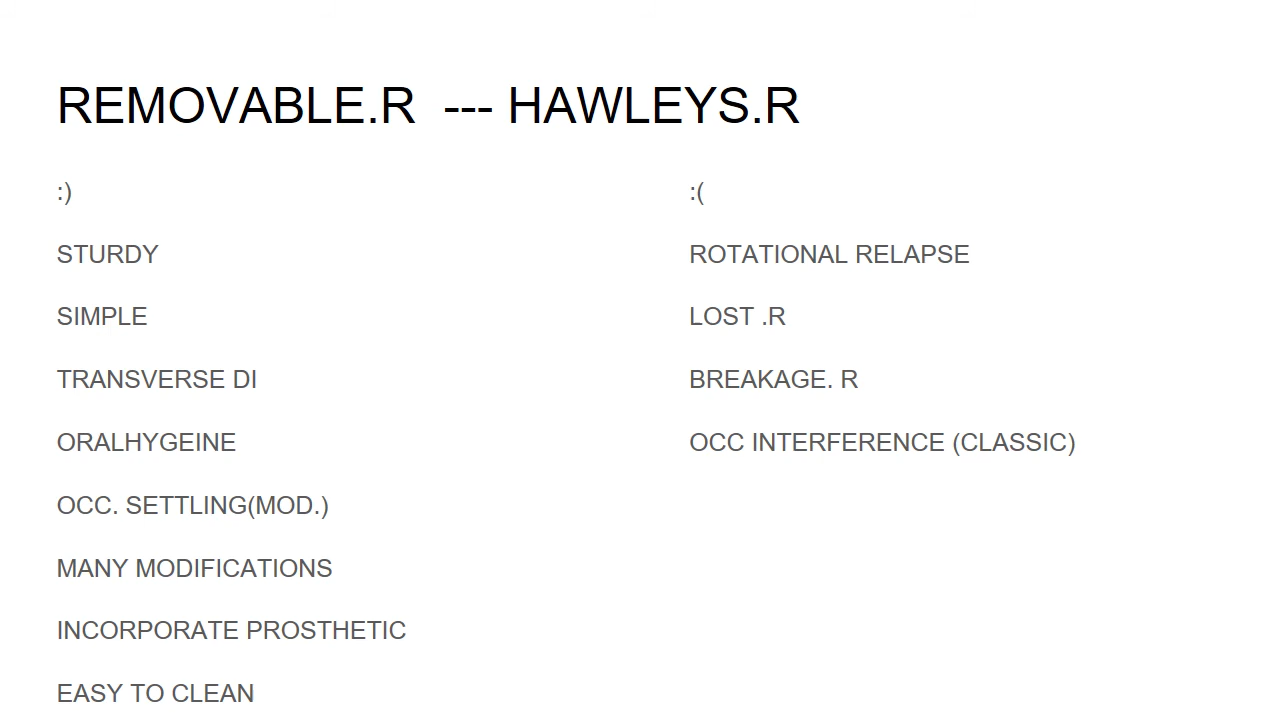 REMOVABLE.R --- HAWLEYS.R
:)
STURDY
SIMPLE
TRANSVERSE DI
ORALHYGEINE
OCC. SETTLING(MOD.)
MANY MODIFICATIONS
INCORPORATE PROSTHETIC
EASY TO CLEAN
:(
ROTATIONAL RELAPSE
LOST .R
BREAKAGE. R
OCC INTERFERENCE (CLASSIC)